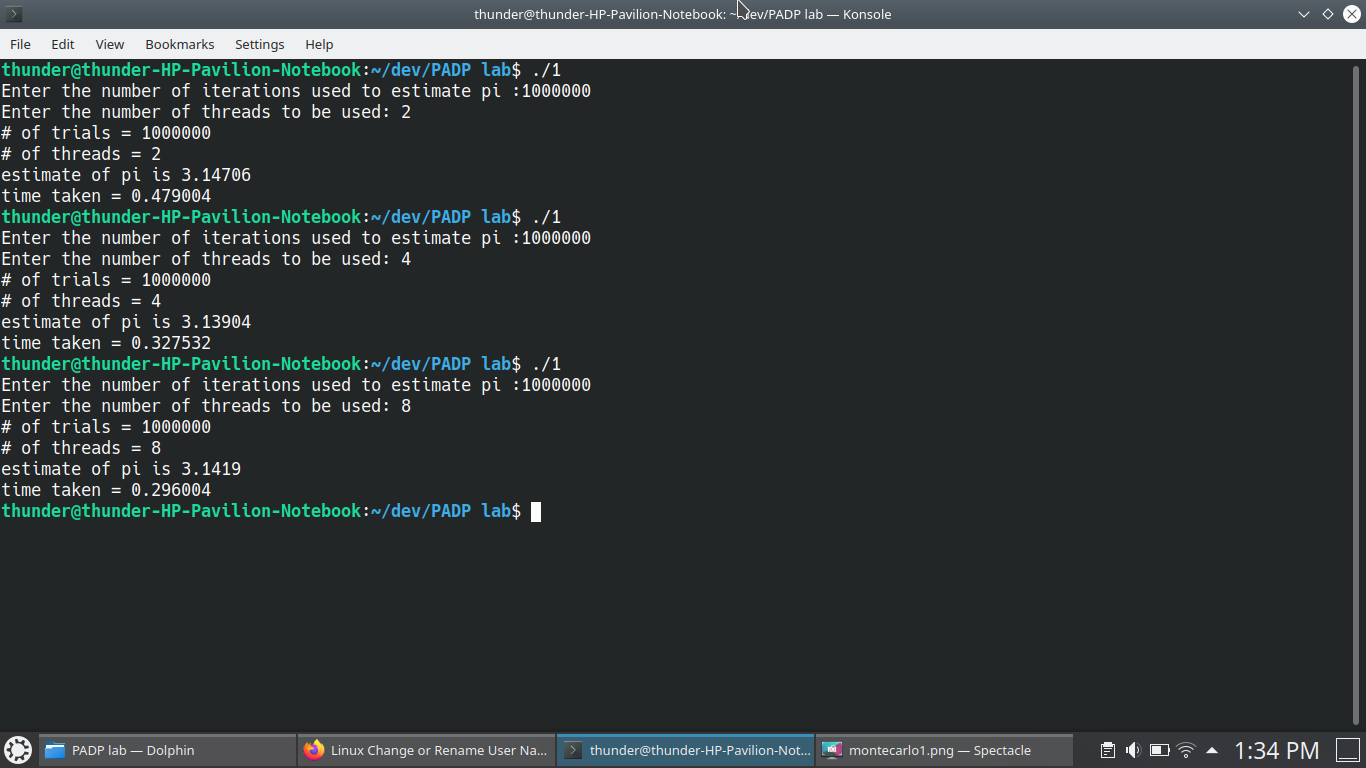 thunder@thunder-HP-Pavilion-Notebook: ~/dev/PADP lab — Konsole
File Edit View Bookmarks Settings Help
thunder@thunder-HP-Pavilion-Notebook:~/dev/PADP lab$ ./1
Enter the number of iterations used to estimate pi :1000000
Enter the number of threads to be used: 2
# of trials = 1000000
# of threads = 2
estimate of pi is 3.14706
time taken = 0.479004
thunder@thunder-HP-Pavilion-Notebook:~/dev/PADP lab$ ./1
Enter the number of iterations used to estimate pi :1000000
Enter the number of threads to be used: 4
# of trials = 1000000
# of threads = 4
estimate of pi is 3.13904
time taken = 0.327532
thunder@thunder-HP-Pavilion-Notebook:~/dev/PADP lab$ ./1
Enter the number of iterations used to estimate pi :1000000
Enter the number of threads to be used: 8
# of trials = 1000000
# of threads = 8
estimate of pi is 3.1419
time taken = 0.296004
thunder@thunder-HP-Pavilion-Notebook:~/dev/PADP lab$
PADP lab — Dolphin
Linux Change or Rename User Na...
thunder@thunder-HP-Pavilion-Not...
montecarlo1.png — Spectacle
1:34 PM